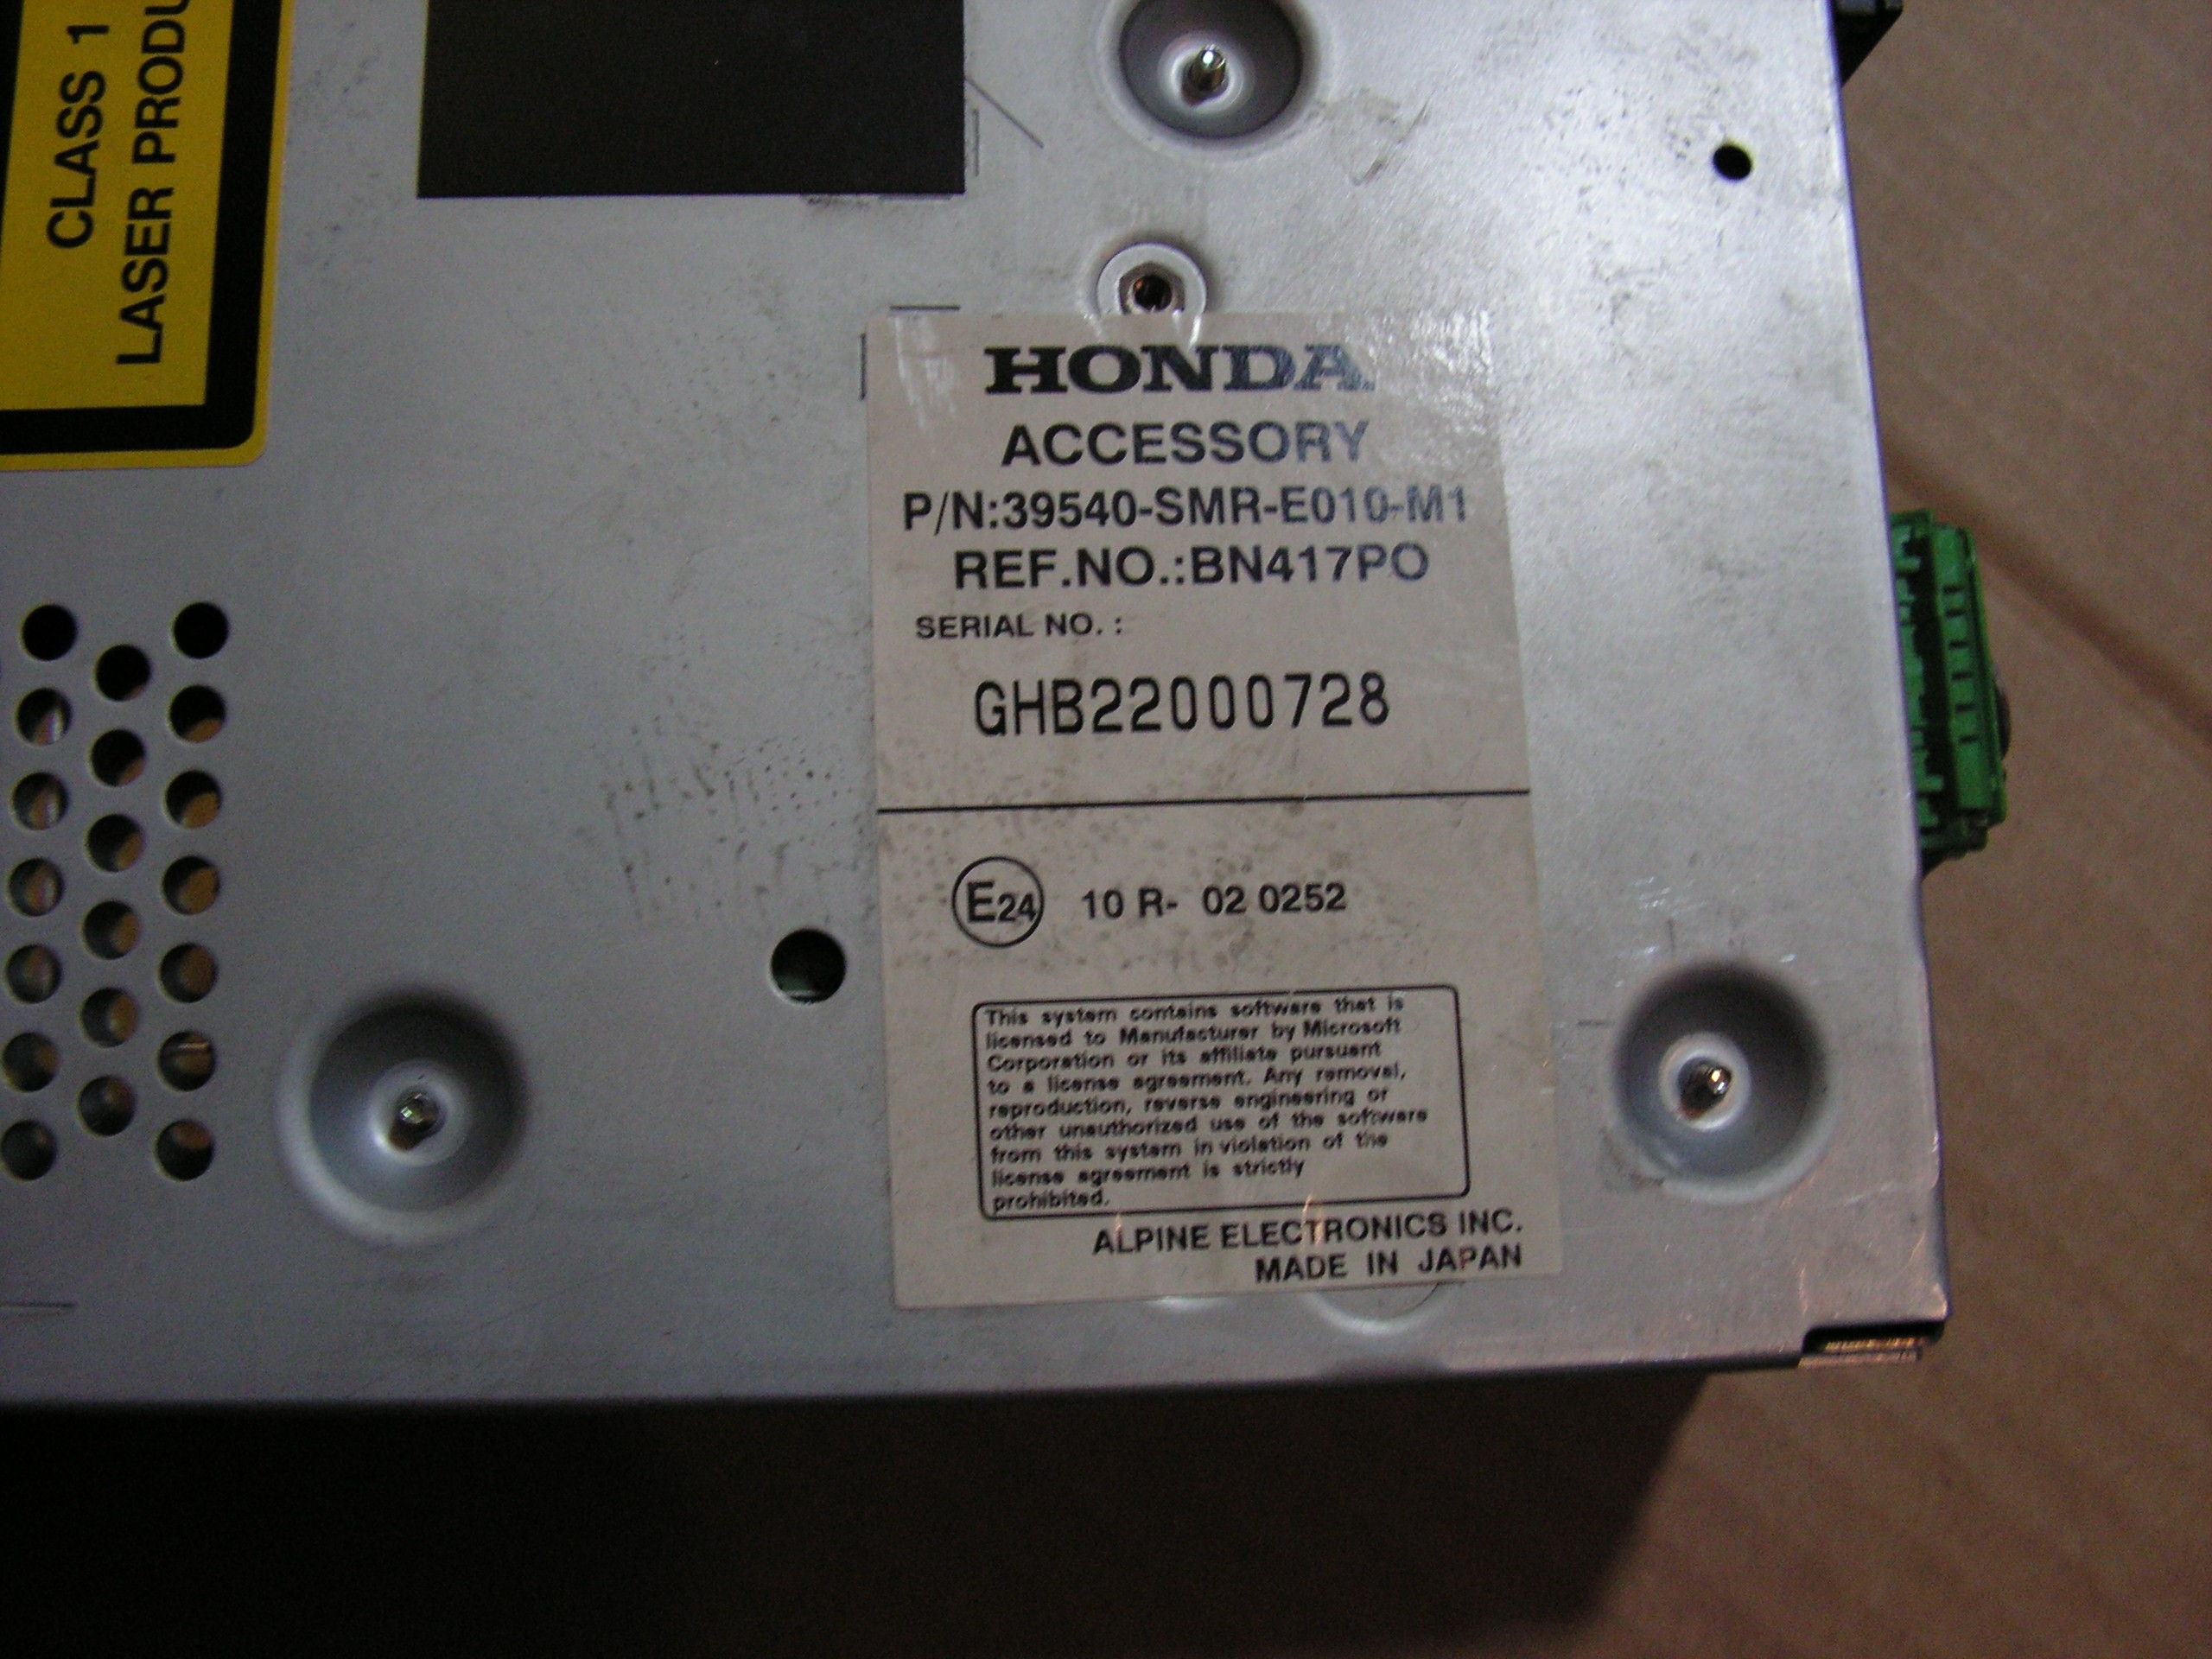 CLASS 1
LASER PRODU
HONDA
ACCESSORY
P/N:39540-SMR-E010-M1
REF.NO.:BN417PO
SERIAL NO. :
GHB22000728
E24 10 R- 02 0252
This system contains software that is
licensed to Manufacturer by Microsoft
Corporation or its affiliate pursuant
to a license agreement. Any removal,
reproduction, reverse engineering or
other unauthorized use of the software
from this system in violation of the
license agreement is strictly
prohibited.
ALPINE ELECTRONICS INC.
MADE IN JAPAN